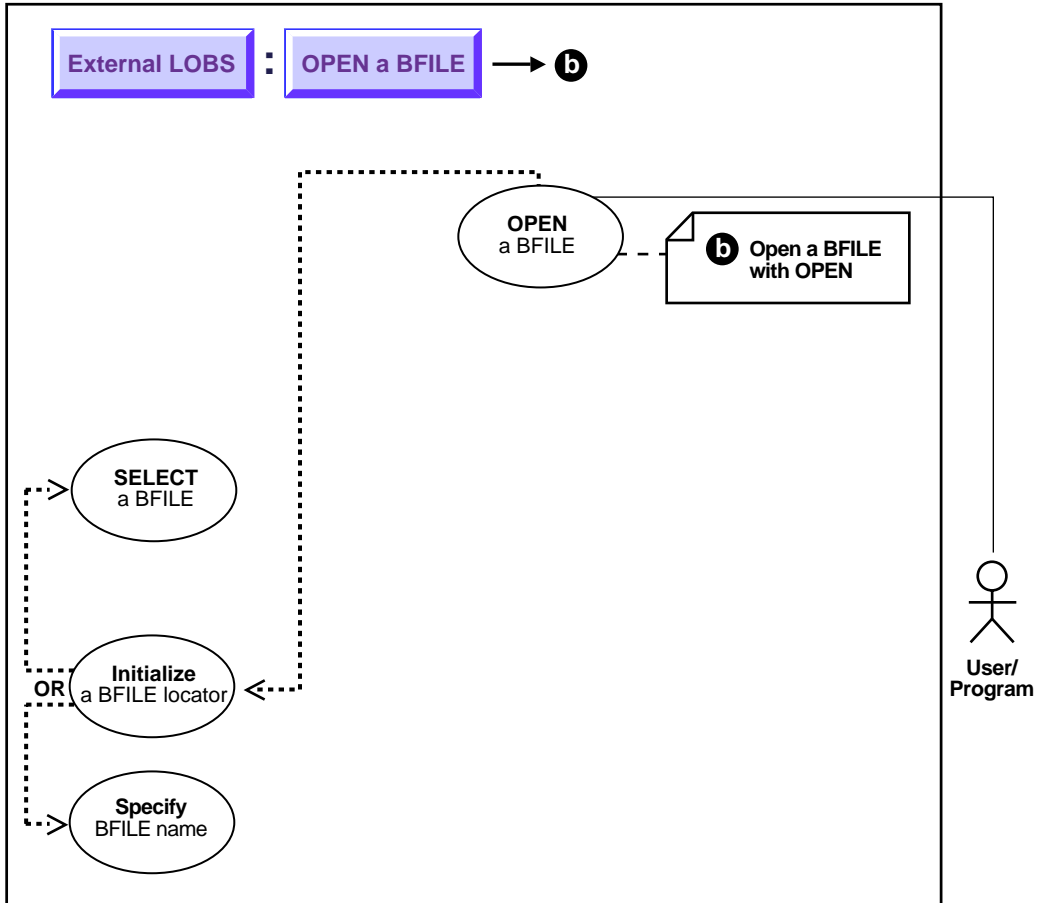 External LOBS : OPEN a BFILE b
OPEN
a BFILE
b Open a BFILE
with OPEN
SELECT
a BFILE
Initialize
OR a BFILE locator
User/
Program
Specify
BFILE name